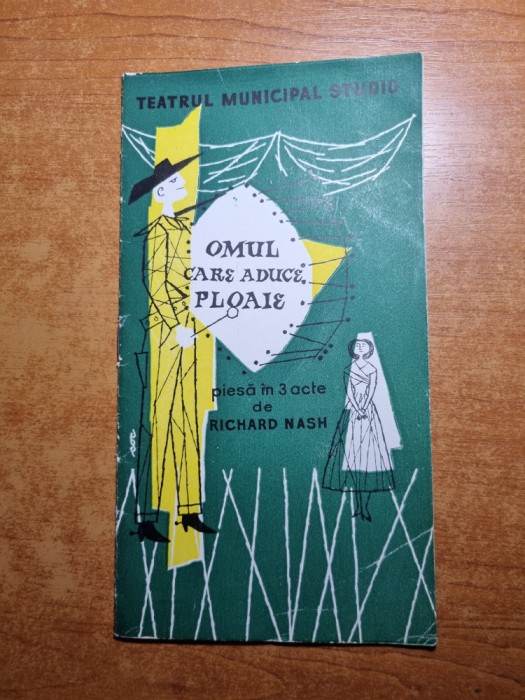 TEATRUL MUNICIPAL STUDIO
OMUL
CARE ADUCE
PLOAIE
piesă în 3 acte
de
RICHARD NASH